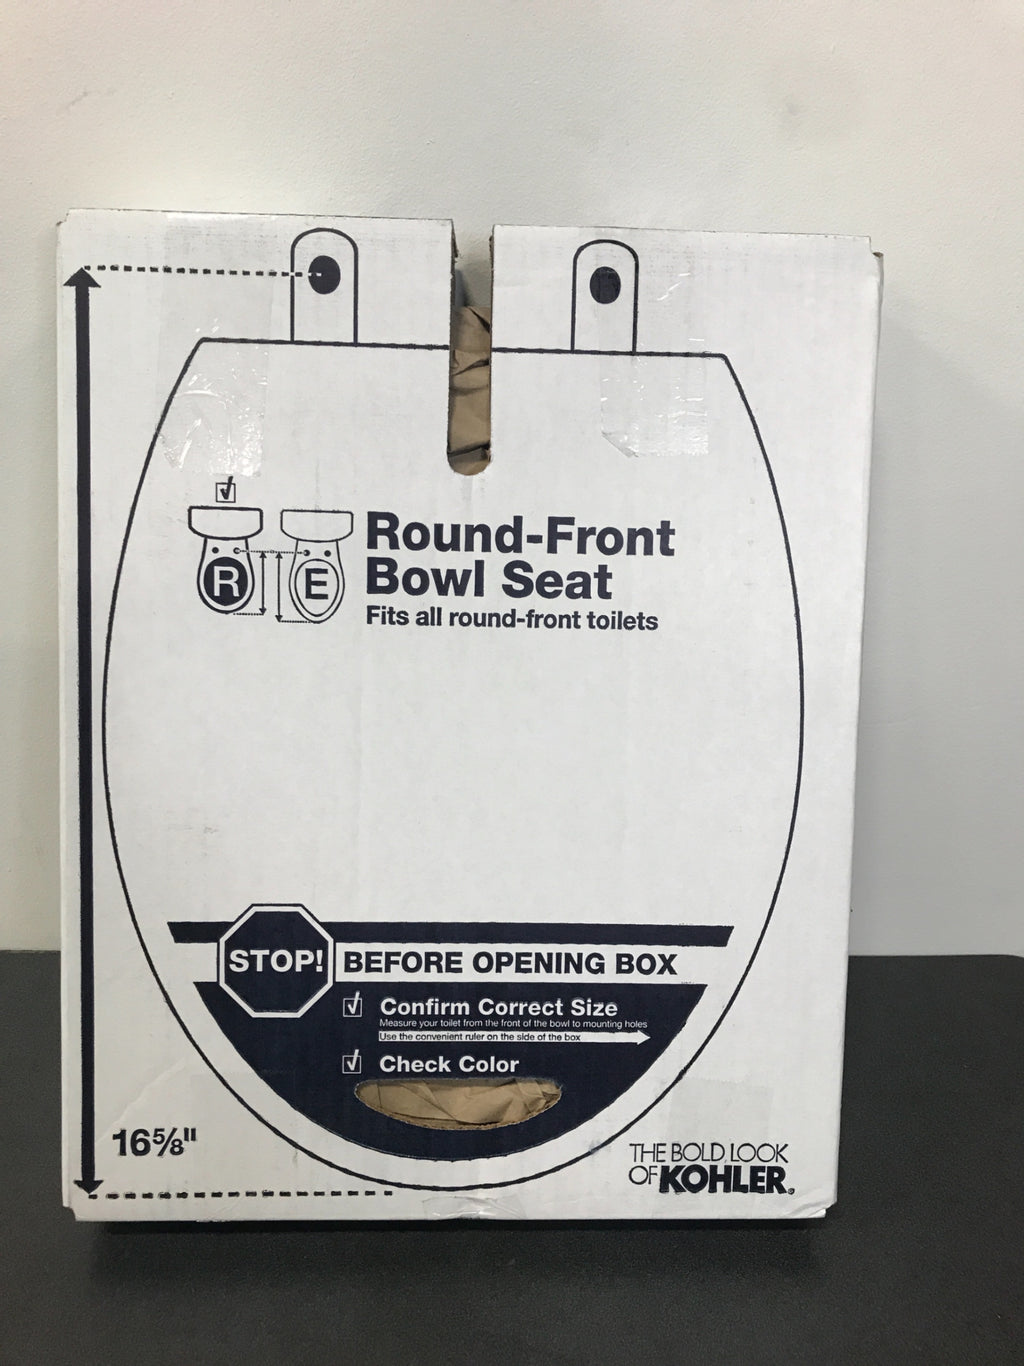 R
E
Round-Front
Bowl Seat
Fits all round-front toilets
STOP!
BEFORE OPENING BOX
Confirm Correct Size
Measure your toilet from the front of the bowl to mounting holes
Use the convenient ruler on the side of the box
Check Color
16 5/8"
THE BOLD LOOK
OF KOHLER.